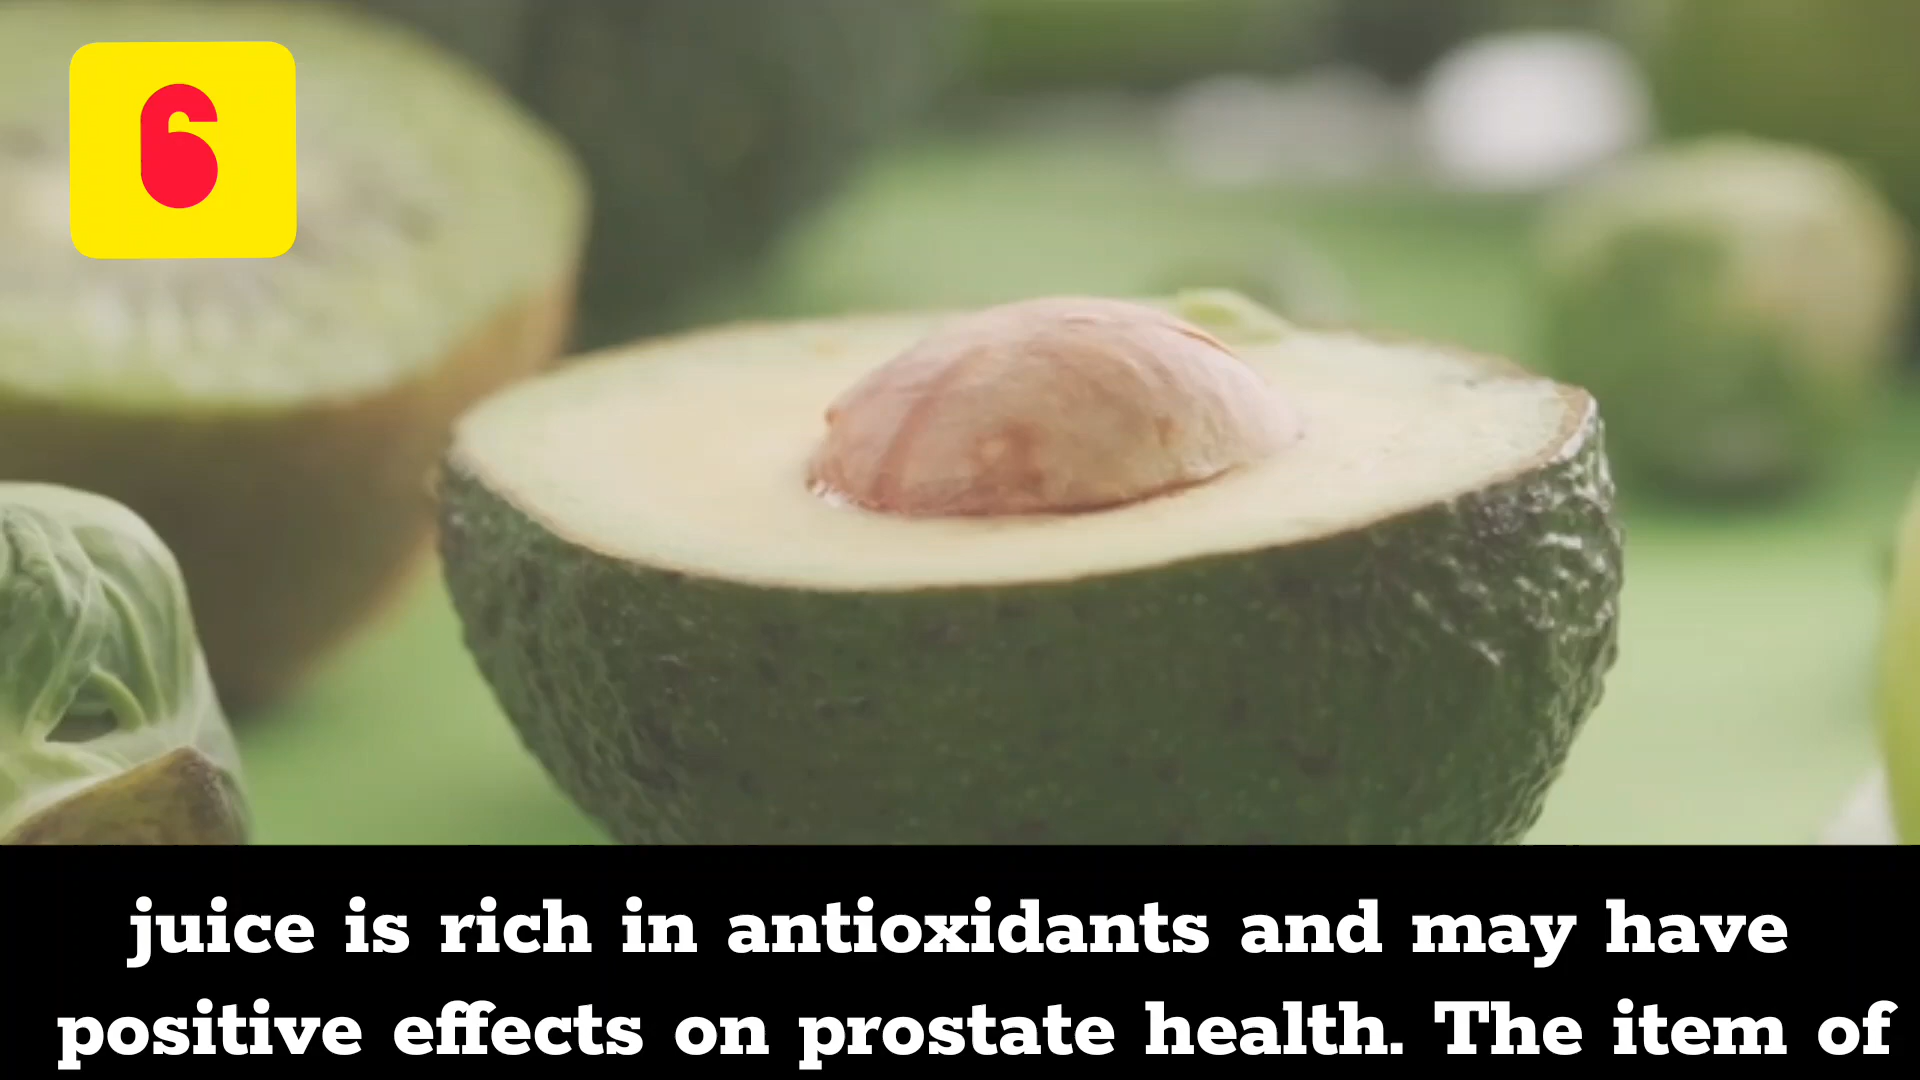 6
juice is rich in antioxidants and may have
positive effects on prostate health. The item of